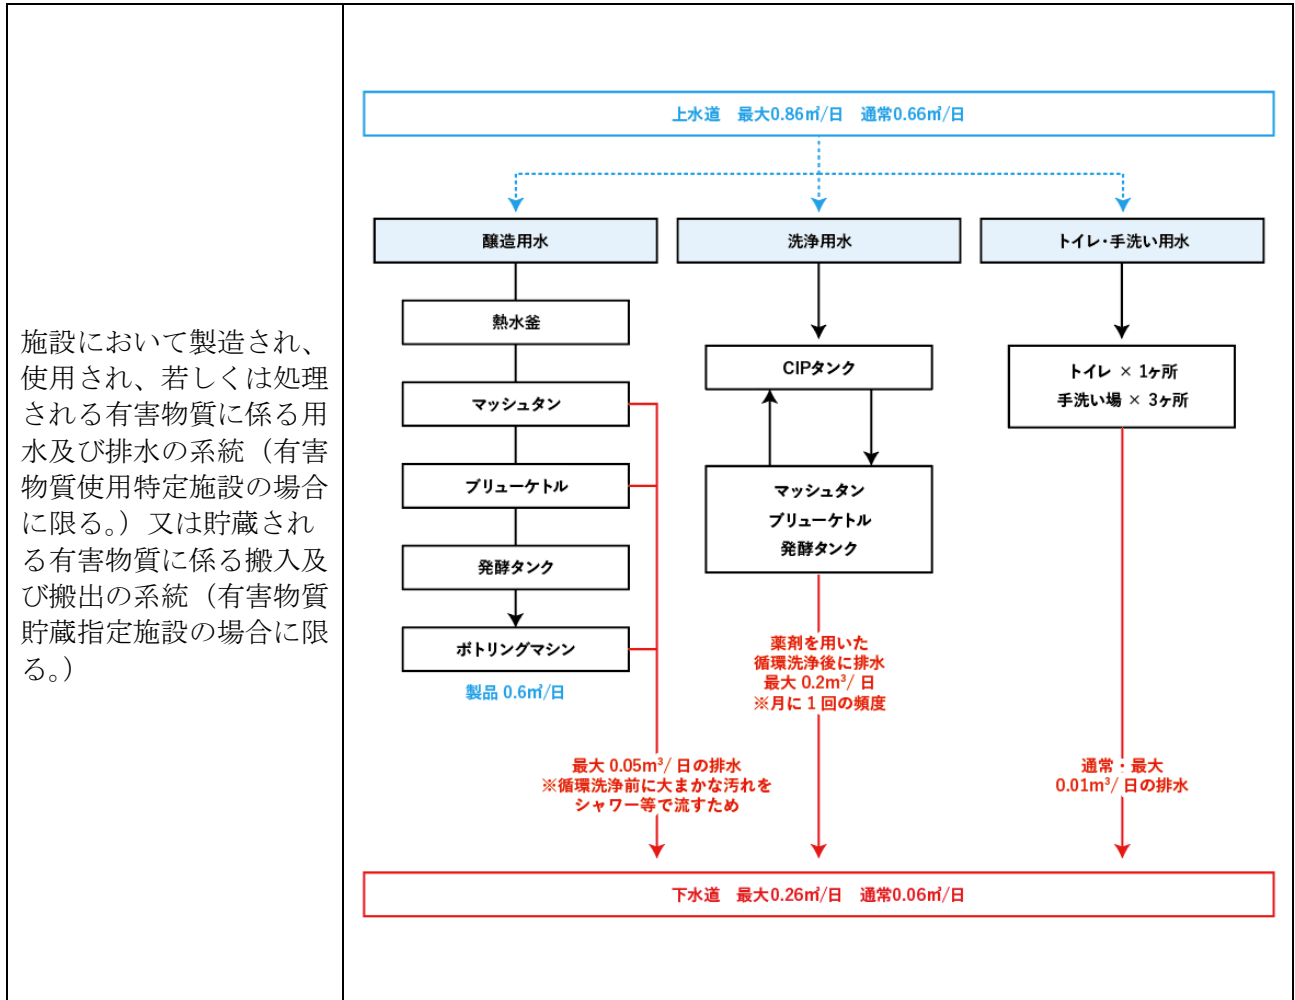 施設において製造され、
使用され、若しくは処理
される有害物質に係る用
水及び排水の系統（有害
物質使用特定施設の場合
に限る。）又は貯蔵され
る有害物質に係る搬入及
び搬出の系統（有害物質
貯蔵指定施設の場合に限
る。）
上水道　最大0.86㎥/日　通常0.66㎥/日
醸造用水
熱水釜
マッシュタン
ブリューケトル
発酵タンク
ボトリングマシン
製品 0.6㎥/日
最大 0.05m³/ 日の排水
※循環洗浄前に大まかな汚れを
シャワー等で流すため
洗浄用水
CIPタンク
マッシュタン
ブリューケトル
発酵タンク
薬剤を用いた
循環洗浄後に排水
最大 0.2m³/ 日
※月に 1 回の頻度
トイレ・手洗い用水
トイレ × 1ヶ所
手洗い場 × 3ヶ所
通常・最大
0.01m³/ 日の排水
下水道　最大0.26㎥/日　通常0.06㎥/日